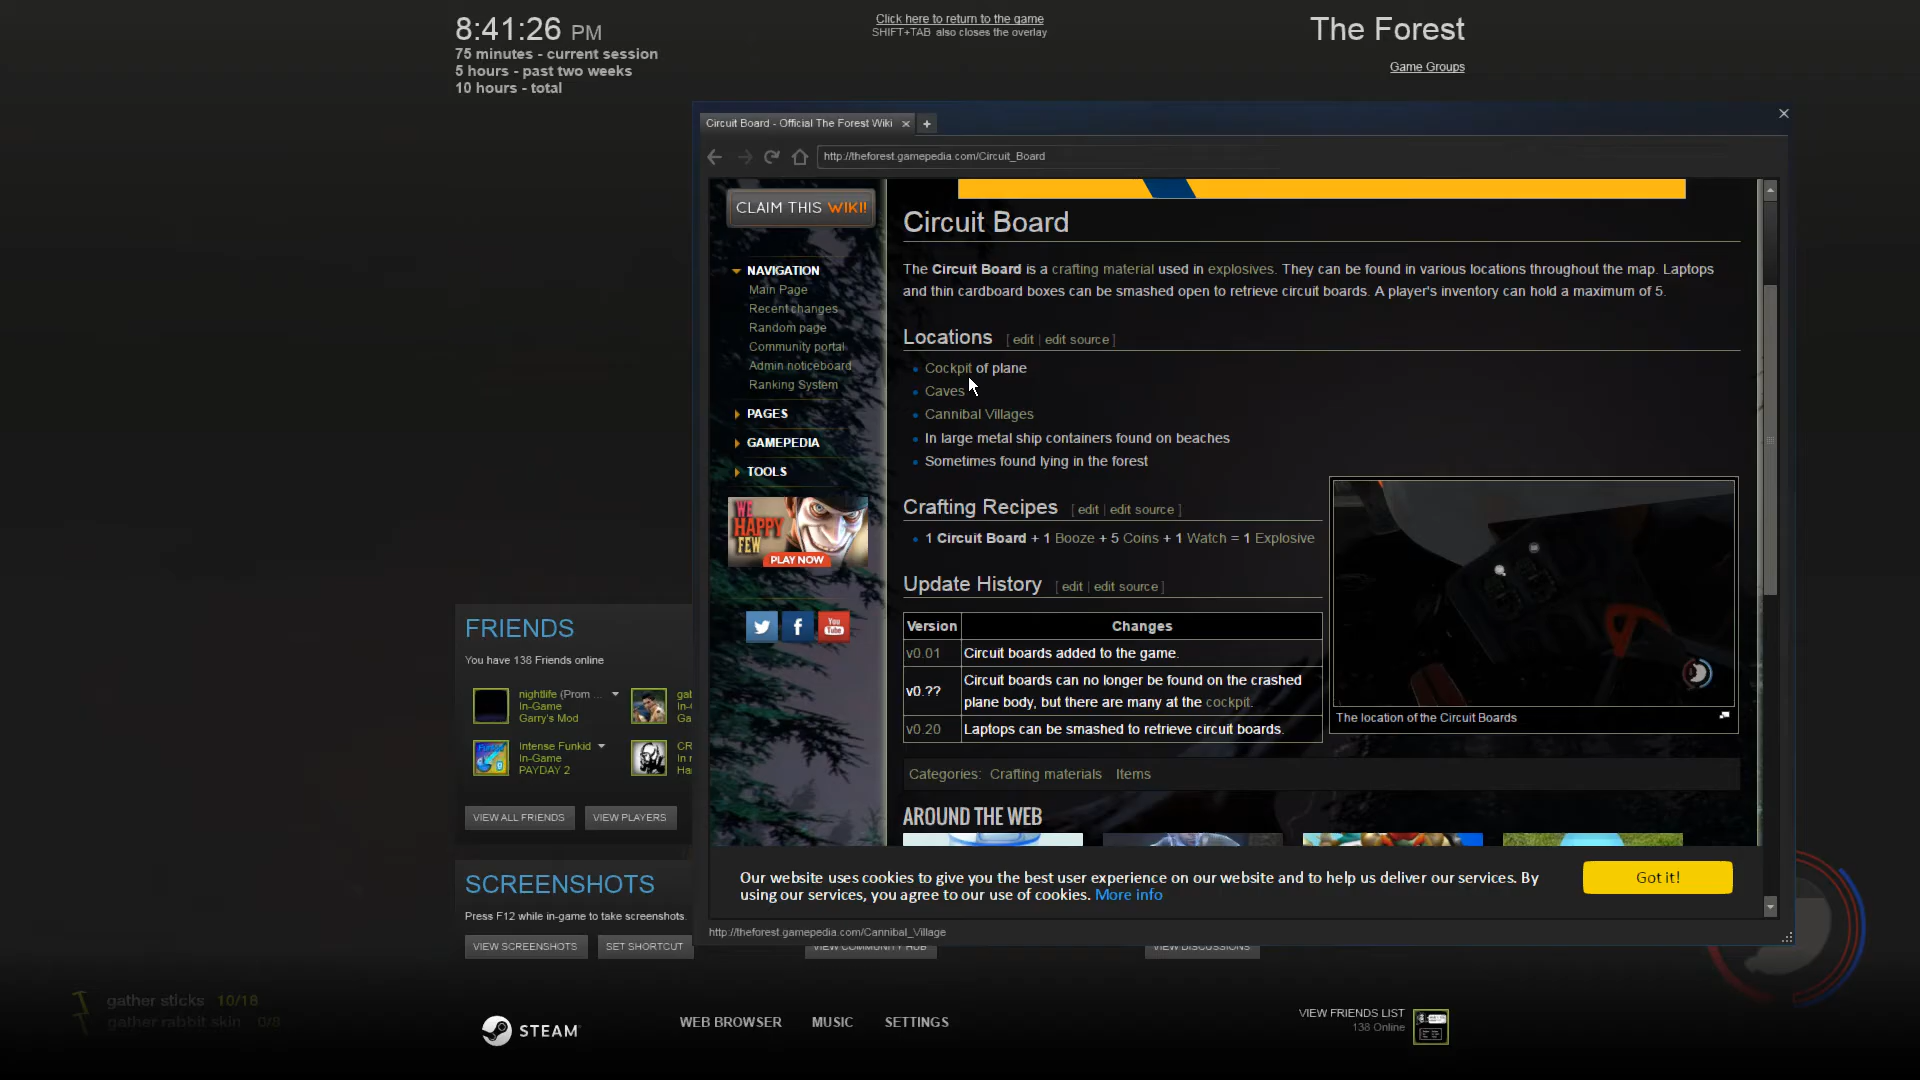 8:41:26 PM
75 minutes - current session
5 hours - past two weeks
10 hours - total
Click here to return to the game
SHIFT+TAB also closes the overlay
The Forest
Game Groups
Circuit Board - Official The Forest Wiki
http://theforest.gamepedia.com/Circuit_Board
CLAIM THIS WIKI!
NAVIGATION
Main Page
Recent changes
Random page
Community portal
Admin noticeboard
Ranking System
PAGES
GAMEPEDIA
TOOLS
WE HAPPY FEW
PLAY NOW
You Tube
Circuit Board
The Circuit Board is a crafting material used in explosives. They can be found in various locations throughout the map. Laptops
and thin cardboard boxes can be smashed open to retrieve circuit boards. A player's inventory can hold a maximum of 5.
Locations [ edit | edit source ]
Cockpit of plane
Caves
Cannibal Villages
In large metal ship containers found on beaches
Sometimes found lying in the forest
Crafting Recipes [ edit | edit source ]
1 Circuit Board + 1 Booze + 5 Coins + 1 Watch = 1 Explosive
Update History [ edit | edit source ]
Version Changes
v0.01 Circuit boards added to the game.
v0.?? Circuit boards can no longer be found on the crashed
plane body, but there are many at the cockpit.
v0.20 Laptops can be smashed to retrieve circuit boards.
The location of the Circuit Boards
Categories: Crafting materials Items
AROUND THE WEB
Our website uses cookies to give you the best user experience on our website and to help us deliver our services. By
using our services, you agree to our use of cookies. More info
Got it!
http://theforest.gamepedia.com/Cannibal_Village
FRIENDS
You have 138 Friends online
nightlife (Prom ...
In-Game
Garry's Mod
gat
In-
Ga
Intense Funkid
In-Game
PAYDAY 2
CR
In
Ha
VIEW ALL FRIENDS
VIEW PLAYERS
SCREENSHOTS
Press F12 while in-game to take screenshots.
VIEW SCREENSHOTS
SET SHORTCUT
VIEW COMMUNITY HUB
VIEW DISCUSSIONS
gather sticks 10/18
gather rabbit skin 0/8
STEAM
WEB BROWSER
MUSIC
SETTINGS
VIEW FRIENDS LIST
138 Online